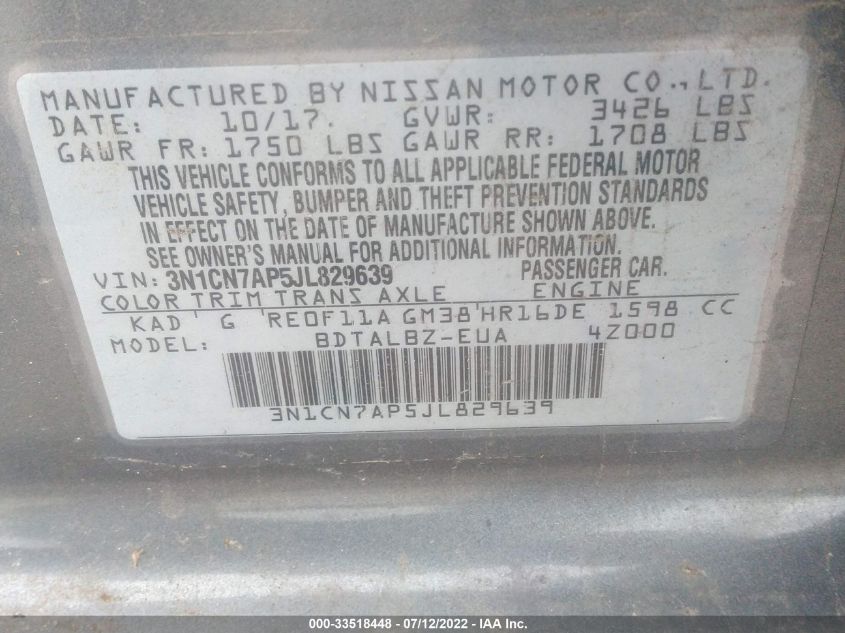 MANUFACTURED BY NISSAN MOTOR CO., LTD.
DATE: 10/17. GVWR: 3426 LBS
GAWR FR: 1750 LBS GAWR RR: 1708 LBS
THIS VEHICLE CONFORMS TO ALL APPLICABLE FEDERAL MOTOR
VEHICLE SAFETY, BUMPER AND THEFT PREVENTION STANDARDS
IN EFFECT ON THE DATE OF MANUFACTURE SHOWN ABOVE.
SEE OWNER'S MANUAL FOR ADDITIONAL INFORMATION.
VIN: 3N1CN7AP5JL829639 PASSENGER CAR.
COLOR TRIM TRANS AXLE ENGINE
KAD ' G 'RE0F11A GM38'HR16DE 1598 CC
MODEL: BDTALBZ-EUA 4Z000
3N1CN7AP5JL829639
000-33518448 - 07/12/2022 - IAA Inc.